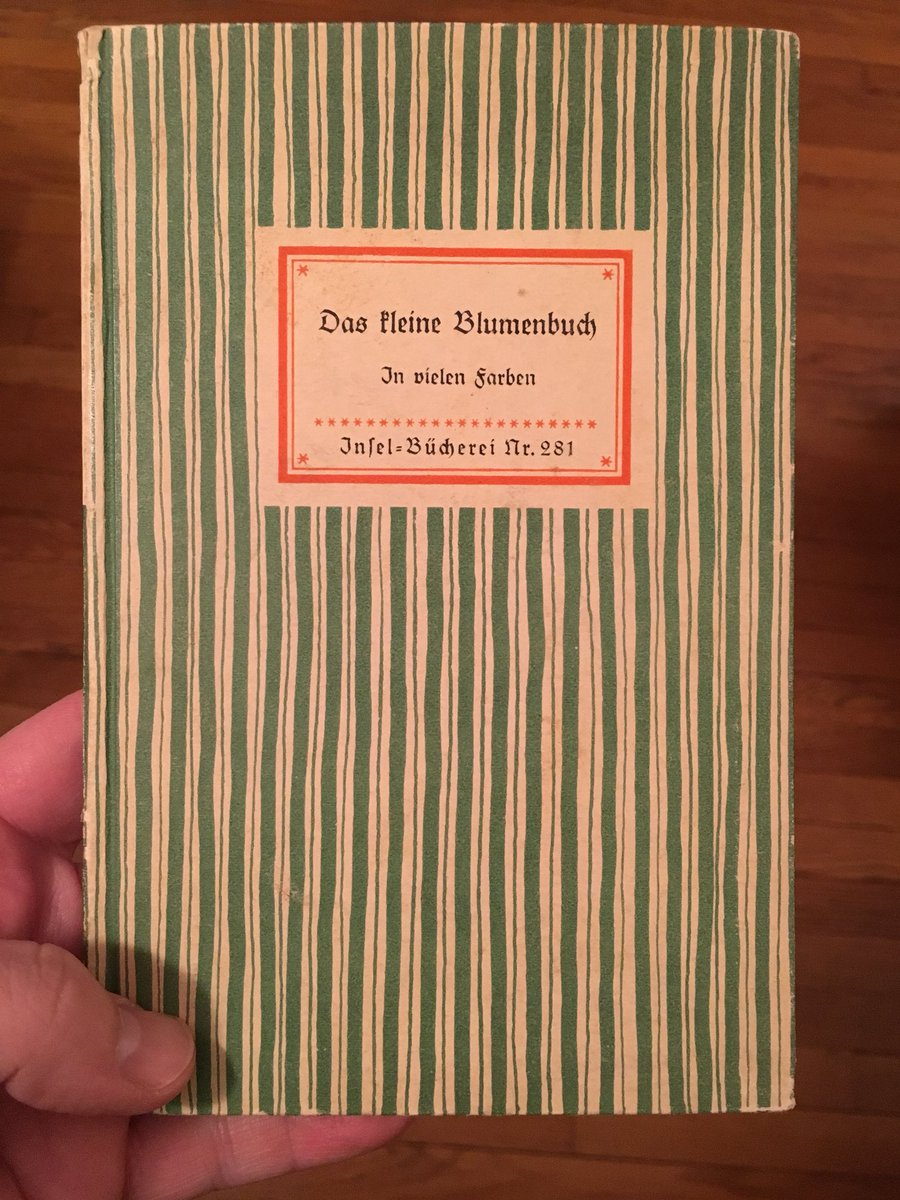 Das kleine Blumenbuch
In vielen Farben
Insel-Bücherei Nr. 281